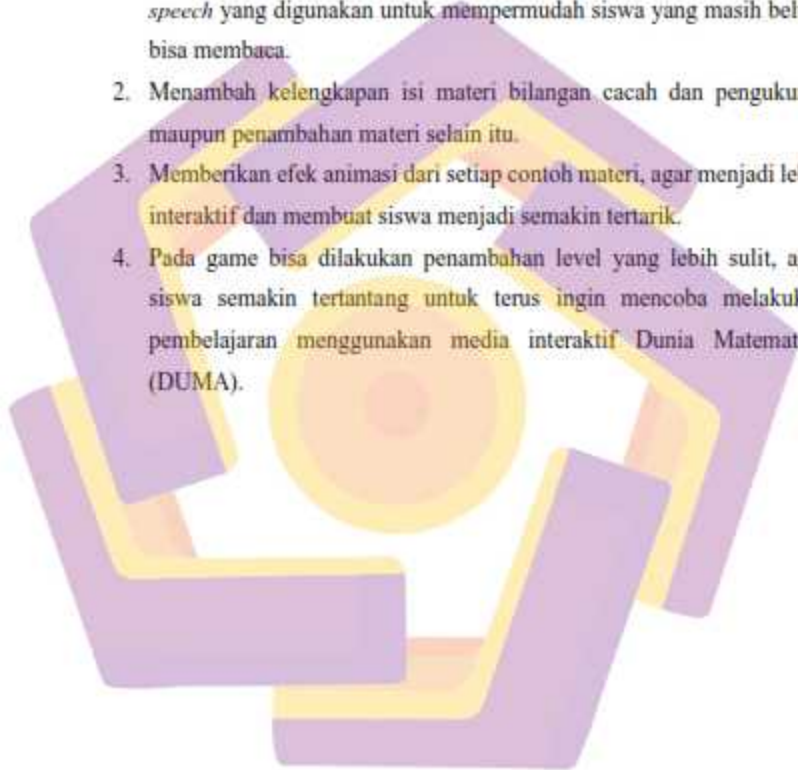 speech yang digunakan untuk mempermudah siswa yang masih bel
bisa membaca.
2. Menambah kelengkapan isi materi bilangan cacah dan penguku
maupun penambahan materi selain itu.
3. Memberikan efek animasi dari setiap contoh materi, agar menjadi le
interaktif dan membuat siswa menjadi semakin tertarik.
4. Pada game bisa dilakukan penambahan level yang lebih sulit, a
siswa semakin tertantang untuk terus ingin mencoba melakuk
pembelajaran menggunakan media interaktif Dunia Matemat
(DUMA).